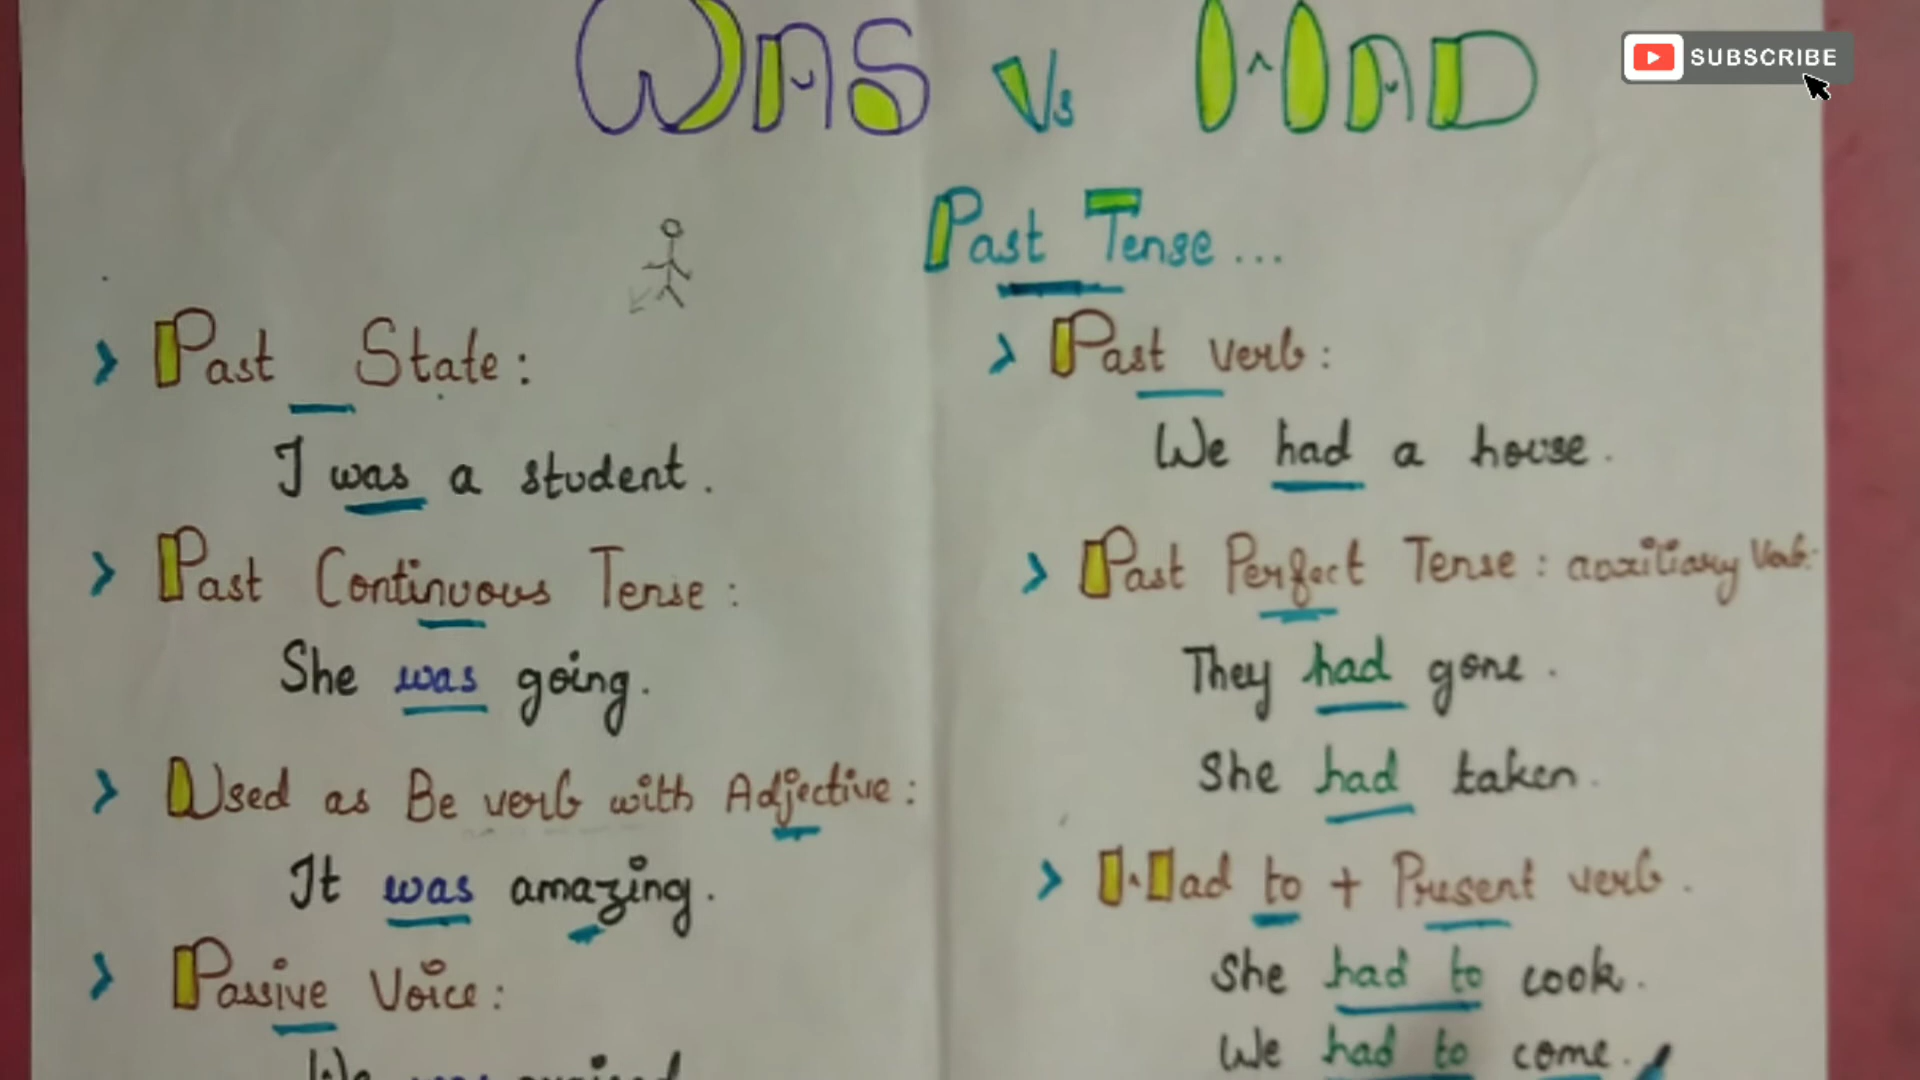 WAS Vs HAD
SUBSCRIBE
Past Tense...
Past State:
I was a student.
Past Continuous Tense:
She was going.
Used as Be verb with Adjective:
It was amazing.
Passive Voice:
was
Past verb:
We had a house.
Past Perfect Tense: auxiliary Verb:
They had gone.
She had taken.
Had to + Present verb.
She had to cook.
We had to come.